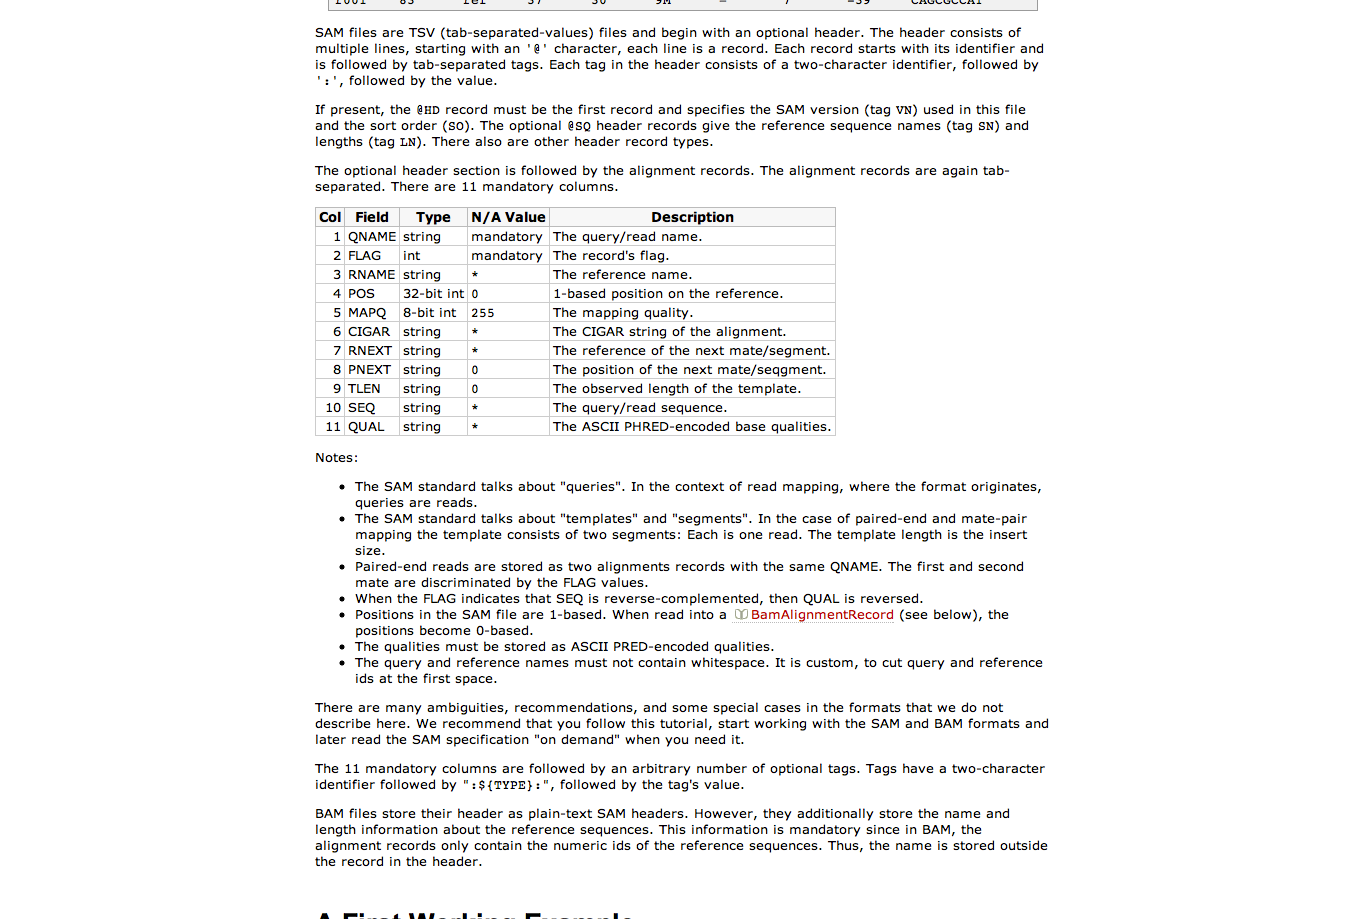 r001 83 ref 37 30 9M = 7 -39 CAGCGCCAT
SAM files are TSV (tab-separated-values) files and begin with an optional header. The header consists of
multiple lines, starting with an '@' character, each line is a record. Each record starts with its identifier and
is followed by tab-separated tags. Each tag in the header consists of a two-character identifier, followed by
':', followed by the value.
If present, the @HD record must be the first record and specifies the SAM version (tag VN) used in this file
and the sort order (SO). The optional @SQ header records give the reference sequence names (tag SN) and
lengths (tag LN). There also are other header record types.
The optional header section is followed by the alignment records. The alignment records are again tab-
separated. There are 11 mandatory columns.
Col Field Type N/A Value Description
1 QNAME string mandatory The query/read name.
2 FLAG int mandatory The record's flag.
3 RNAME string * The reference name.
4 POS 32-bit int 0 1-based position on the reference.
5 MAPQ 8-bit int 255 The mapping quality.
6 CIGAR string * The CIGAR string of the alignment.
7 RNEXT string * The reference of the next mate/segment.
8 PNEXT string 0 The position of the next mate/seqgment.
9 TLEN string 0 The observed length of the template.
10 SEQ string * The query/read sequence.
11 QUAL string * The ASCII PHRED-encoded base qualities.
Notes:
• The SAM standard talks about "queries". In the context of read mapping, where the format originates,
queries are reads.
• The SAM standard talks about "templates" and "segments". In the case of paired-end and mate-pair
mapping the template consists of two segments: Each is one read. The template length is the insert
size.
• Paired-end reads are stored as two alignments records with the same QNAME. The first and second
mate are discriminated by the FLAG values.
• When the FLAG indicates that SEQ is reverse-complemented, then QUAL is reversed.
• Positions in the SAM file are 1-based. When read into a BamAlignmentRecord (see below), the
positions become 0-based.
• The qualities must be stored as ASCII PRED-encoded qualities.
• The query and reference names must not contain whitespace. It is custom, to cut query and reference
ids at the first space.
There are many ambiguities, recommendations, and some special cases in the formats that we do not
describe here. We recommend that you follow this tutorial, start working with the SAM and BAM formats and
later read the SAM specification "on demand" when you need it.
The 11 mandatory columns are followed by an arbitrary number of optional tags. Tags have a two-character
identifier followed by ":${TYPE}:", followed by the tag's value.
BAM files store their header as plain-text SAM headers. However, they additionally store the name and
length information about the reference sequences. This information is mandatory since in BAM, the
alignment records only contain the numeric ids of the reference sequences. Thus, the name is stored outside
the record in the header.
A First Working Example